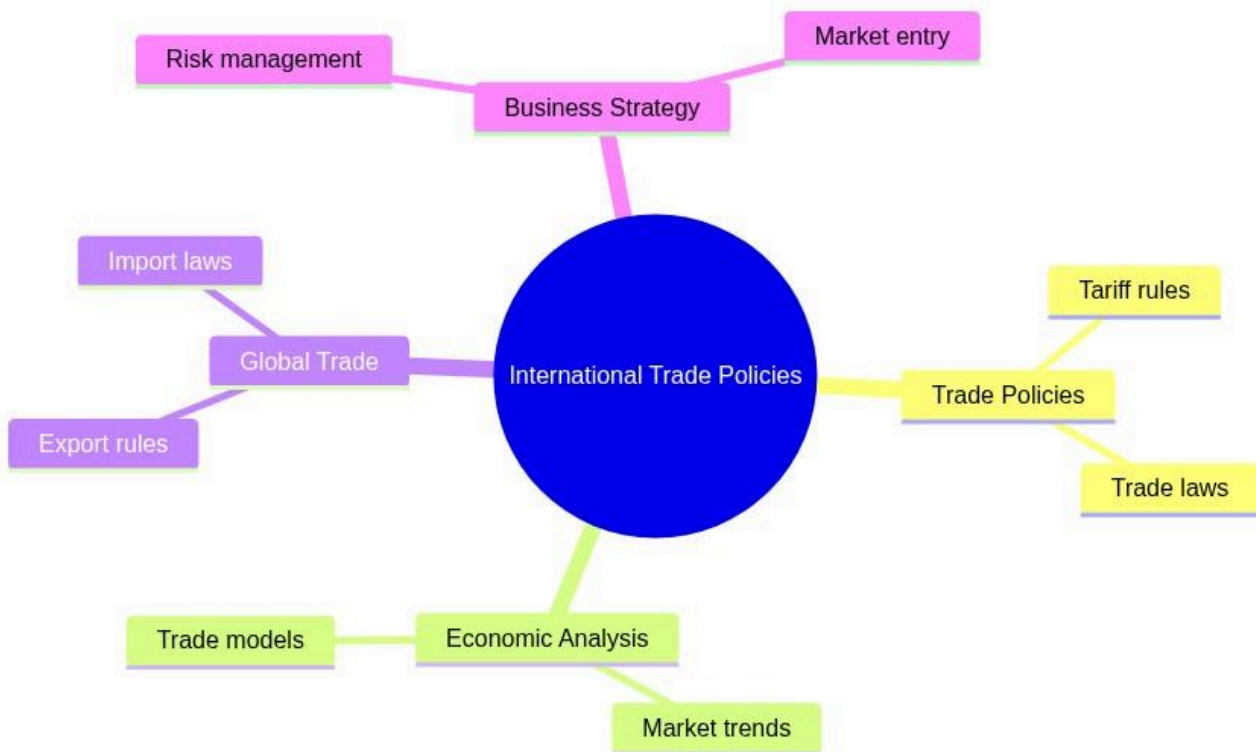 Market entry
Risk management
Business Strategy
Import laws
Global Trade
Export rules
International Trade Policies
Tariff rules
Trade Policies
Trade laws
Trade models
Economic Analysis
Market trends